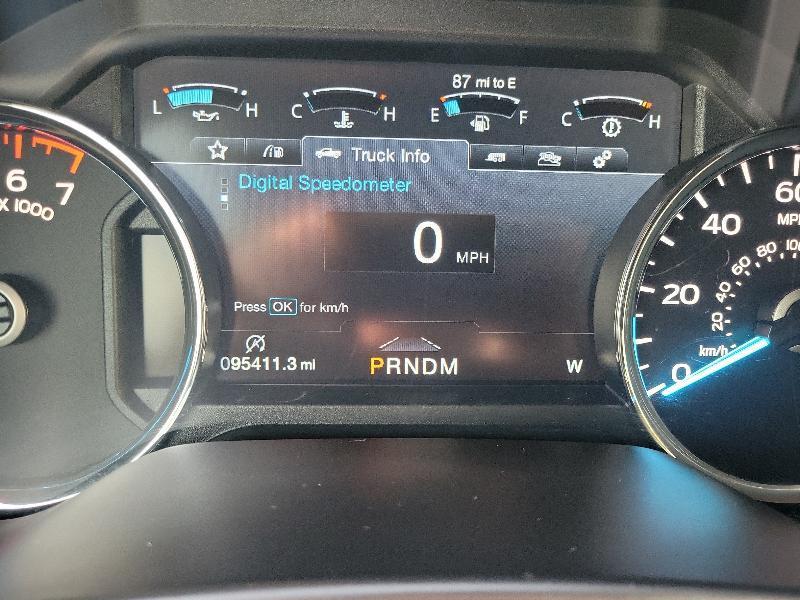 87 mi to E
L H
C H
E F
C H
Truck Info
Digital Speedometer
0 MPH
Press OK for km/h
095411.3 mi
PRNDM
W
6
7
X 1000
0
20
40
60
MPH
km/h
20
40
60
80